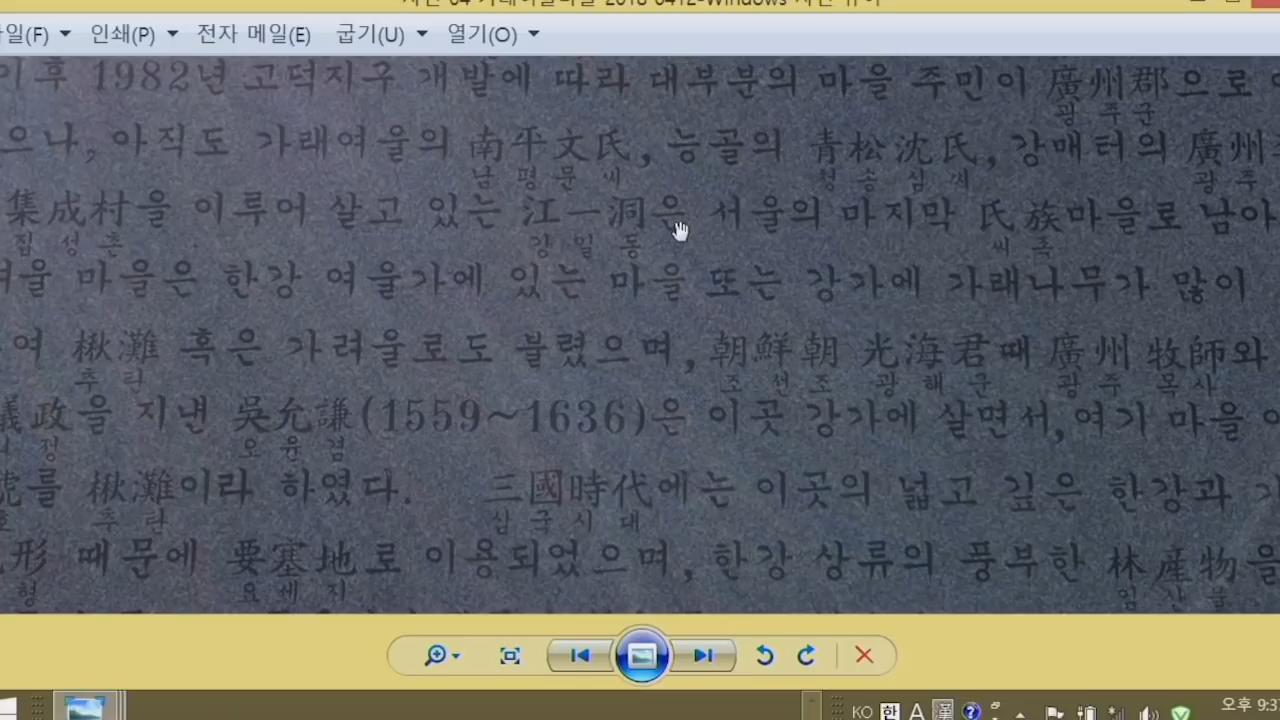 일(F) 인쇄(P) 전자 메일(E) 굽기(U) 열기(O)
이후 1982년 고덕지구 개발에 따라 대부분의 마을 주민이 廣州郡으로
광 주 군
으나, 아직도 가래여울의 南平文氏, 능골의 靑松沈氏, 강매터의 廣州
남 평 문 씨 청 송 심 씨 광 주
集成村을 이루어 살고 있는 江一洞은 서울의 마지막 氏族마을로 남아
집 성 촌 강 일 동 씨 족
여울 마을은 한강 여울가에 있는 마을 또는 강가에 가래나무가 많이
여 楸灘 혹은 가려울로도 불렸으며, 朝鮮朝 光海君때 廣州 牧師와
추 탄 조 선 조 광 해 군 광 주 목 사
議政을 지낸 吳允謙(1559~1636)은 이곳 강가에 살면서, 여기 마을
정 오 윤 겸
號를 楸灘이라 하였다. 三國時代에는 이곳의 넓고 깊은 한강과
호 추 탄 삼 국 시 대
形 때문에 要塞地로 이용되었으며, 한강 상류의 풍부한 林産物을
형 요 새 지 임 산 물
KO 한 A 漢 오후 9:37